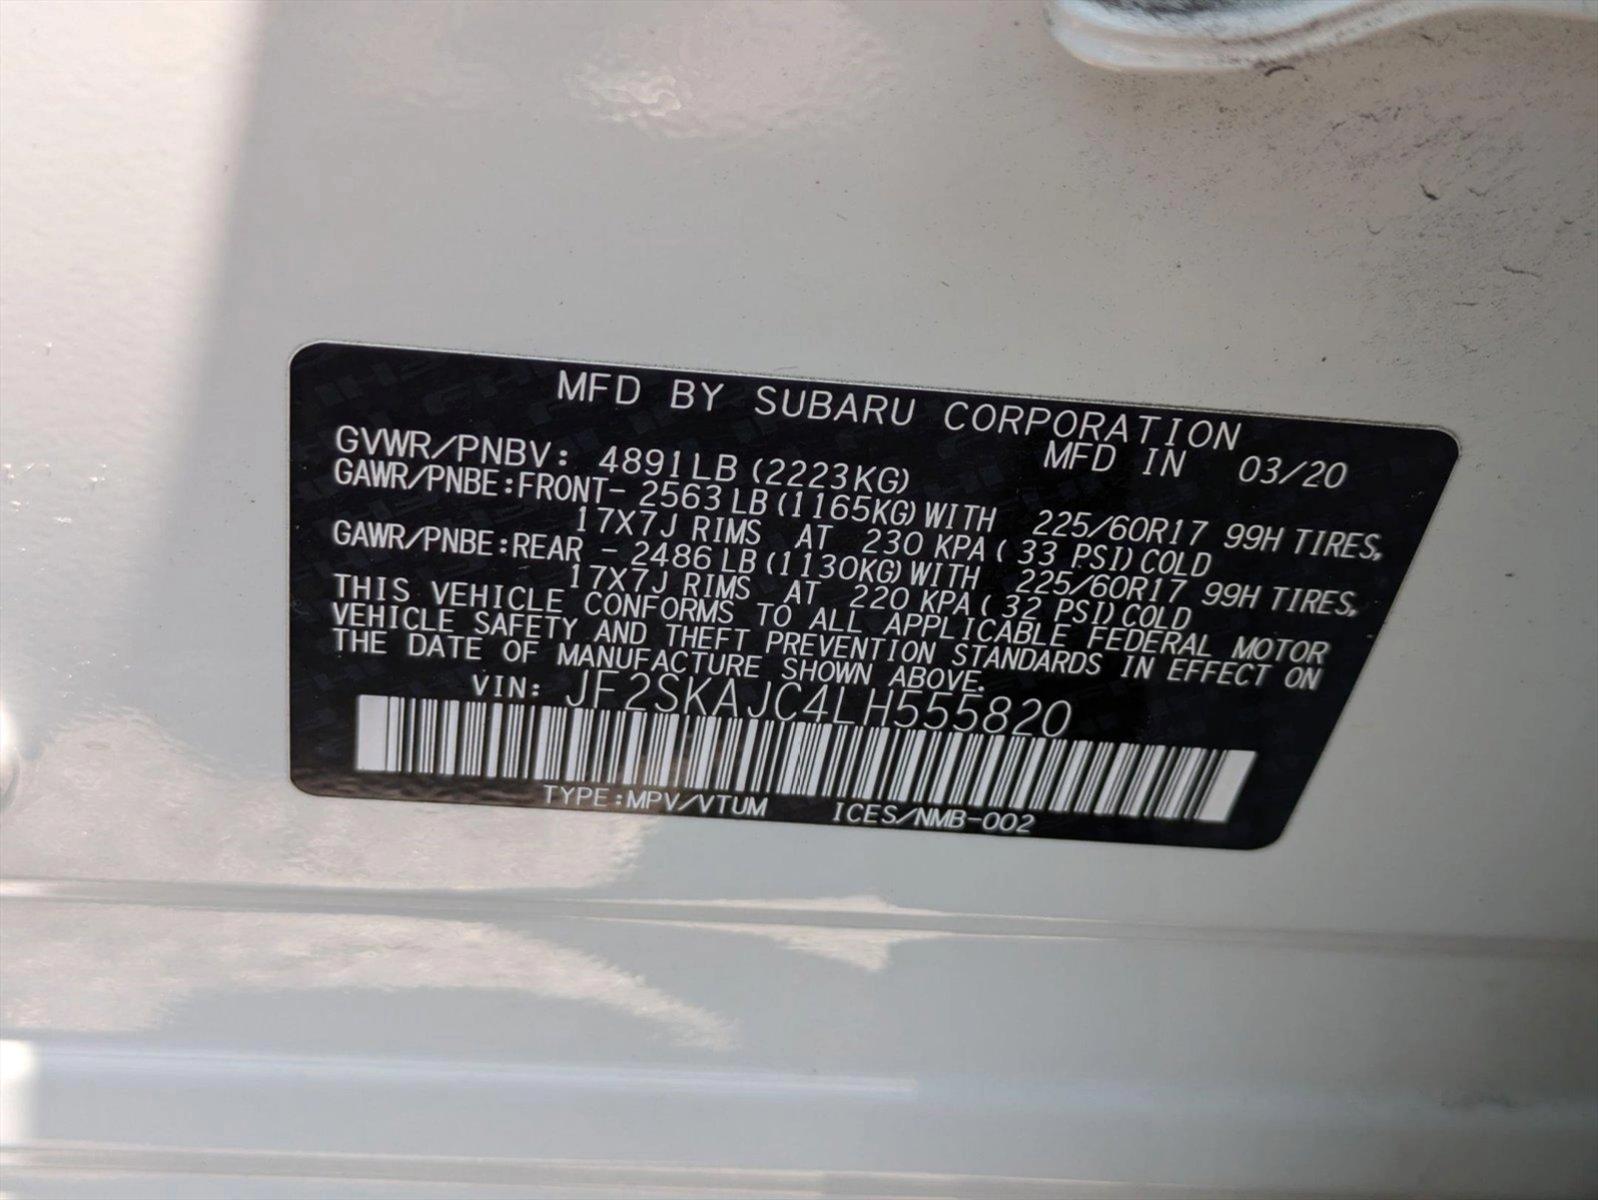 MFD BY SUBARU CORPORATION
GVWR/PNBV: 4891LB (2223KG) MFD IN 03/20
GAWR/PNBE:FRONT- 2563 LB (1165KG) WITH 225/60R17 99H TIRES,
17X7J RIMS AT 230 KPA ( 33 PSI) COLD
GAWR/PNBE:REAR - 2486 LB (1130KG) WITH 225/60R17 99H TIRES,
17X7J RIMS AT 220 KPA ( 32 PSI) COLD
THIS VEHICLE CONFORMS TO ALL APPLICABLE FEDERAL MOTOR
VEHICLE SAFETY AND THEFT PREVENTION STANDARDS IN EFFECT ON
THE DATE OF MANUFACTURE SHOWN ABOVE.
VIN: JF2SKAJC4LH555820
TYPE:MPV/VTUM ICES/NMB-002